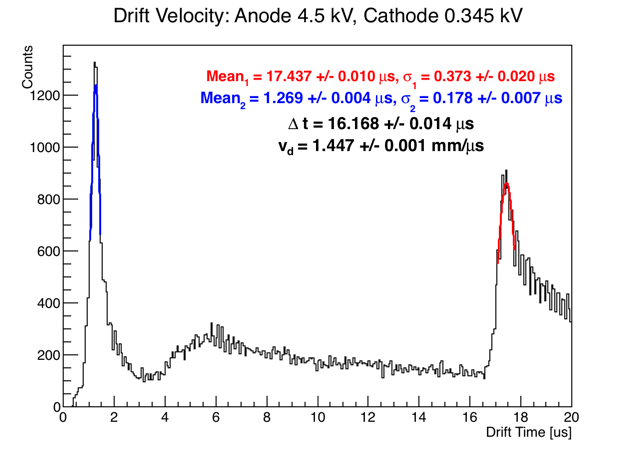 Drift Velocity: Anode 4.5 kV, Cathode 0.345 kV
Counts
Mean1 = 17.437 +/- 0.010 μs, σ1 = 0.373 +/- 0.020 μs
Mean2 = 1.269 +/- 0.004 μs, σ2 = 0.178 +/- 0.007 μs
Δ t = 16.168 +/- 0.014 μs
vd = 1.447 +/- 0.001 mm/μs
1200
1000
800
600
400
200
0
0 2 4 6 8 10 12 14 16 18 20
Drift Time [us]